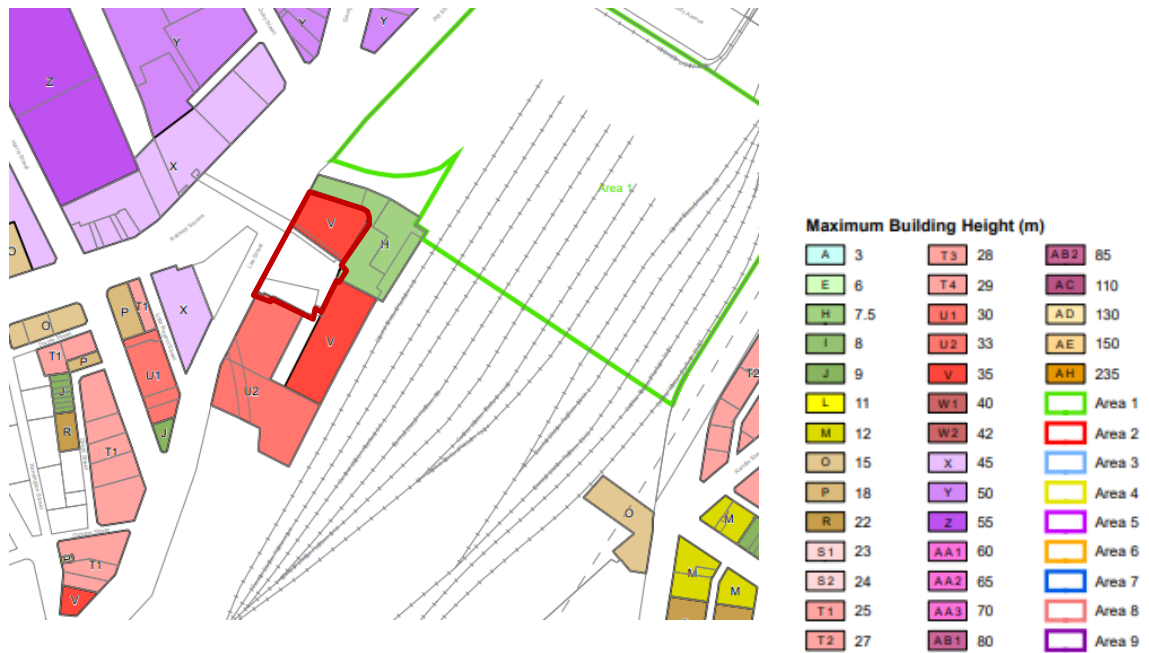 Y
Y
Y
Z
X
Area 1
V
H
O
Railway Square
Lee Street
X
P
T1
O
T1
P
U1
V
J
U2
R
T1
J
T2
O
M
T1
M
M
V
Maximum Building Height (m)
A 3 T3 28 AB2 85
E 6 T4 29 AC 110
H 7.5 U1 30 AD 130
I 8 U2 33 AE 150
J 9 V 35 AH 235
L 11 W1 40 Area 1
M 12 W2 42 Area 2
O 15 X 45 Area 3
P 18 Y 50 Area 4
R 22 Z 55 Area 5
S1 23 AA1 60 Area 6
S2 24 AA2 65 Area 7
T1 25 AA3 70 Area 8
T2 27 AB1 80 Area 9